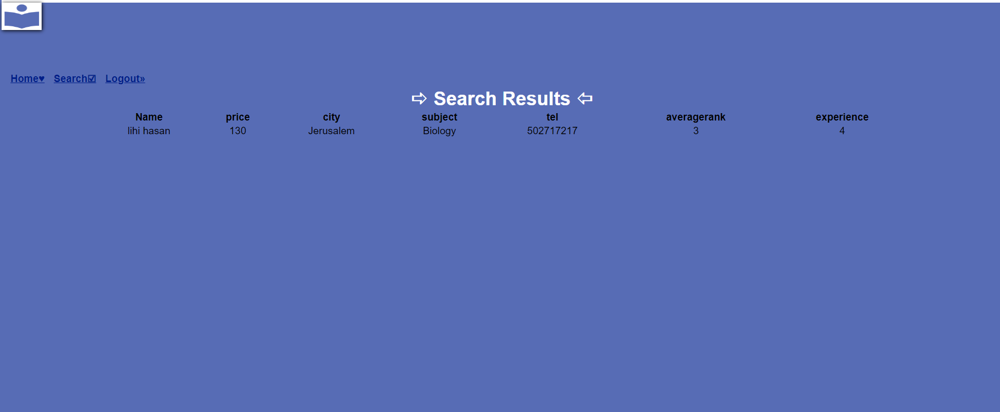 Home♥ Search☑ Logout»
⇨ Search Results ⇦
Name price city subject tel averagerank experience
lihi hasan 130 Jerusalem Biology 502717217 3 4